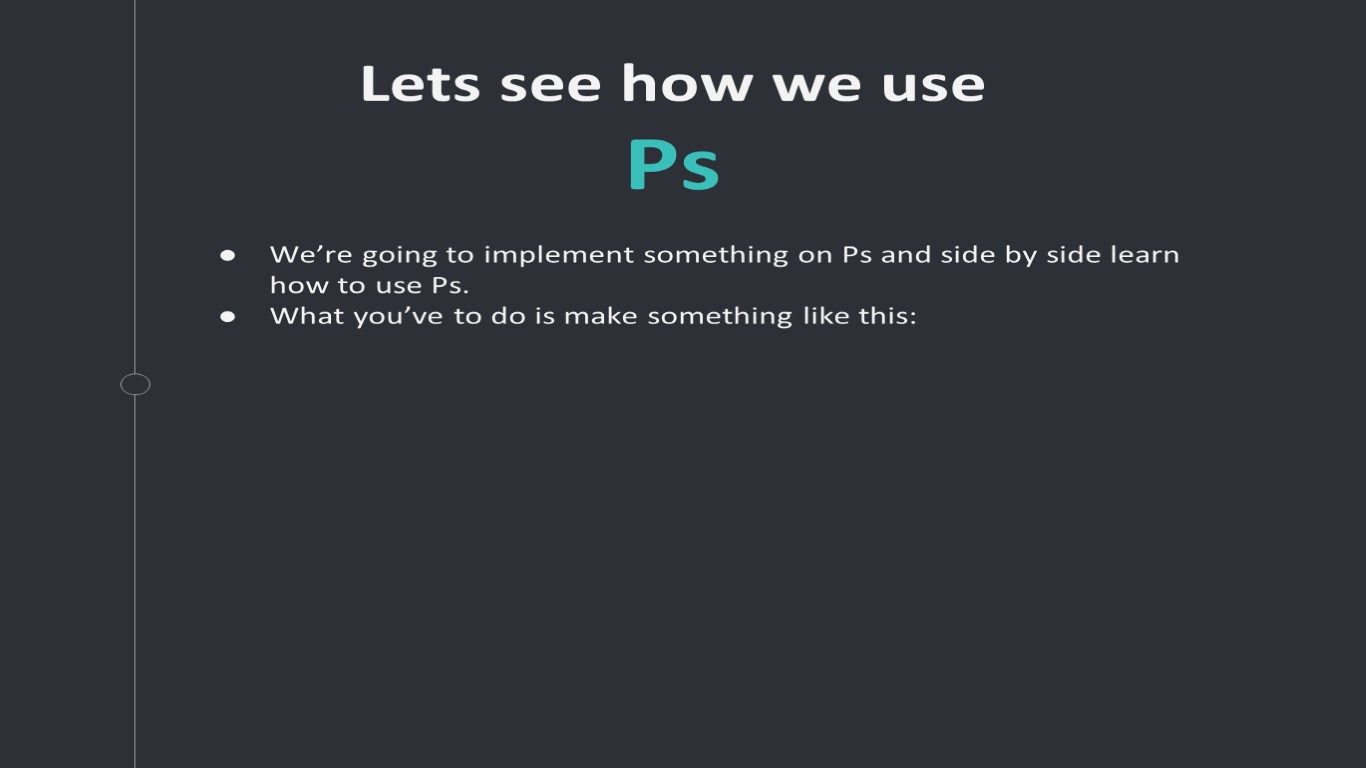 Lets see how we use
Ps
● We’re going to implement something on Ps and side by side learn
how to use Ps.
● What you’ve to do is make something like this: